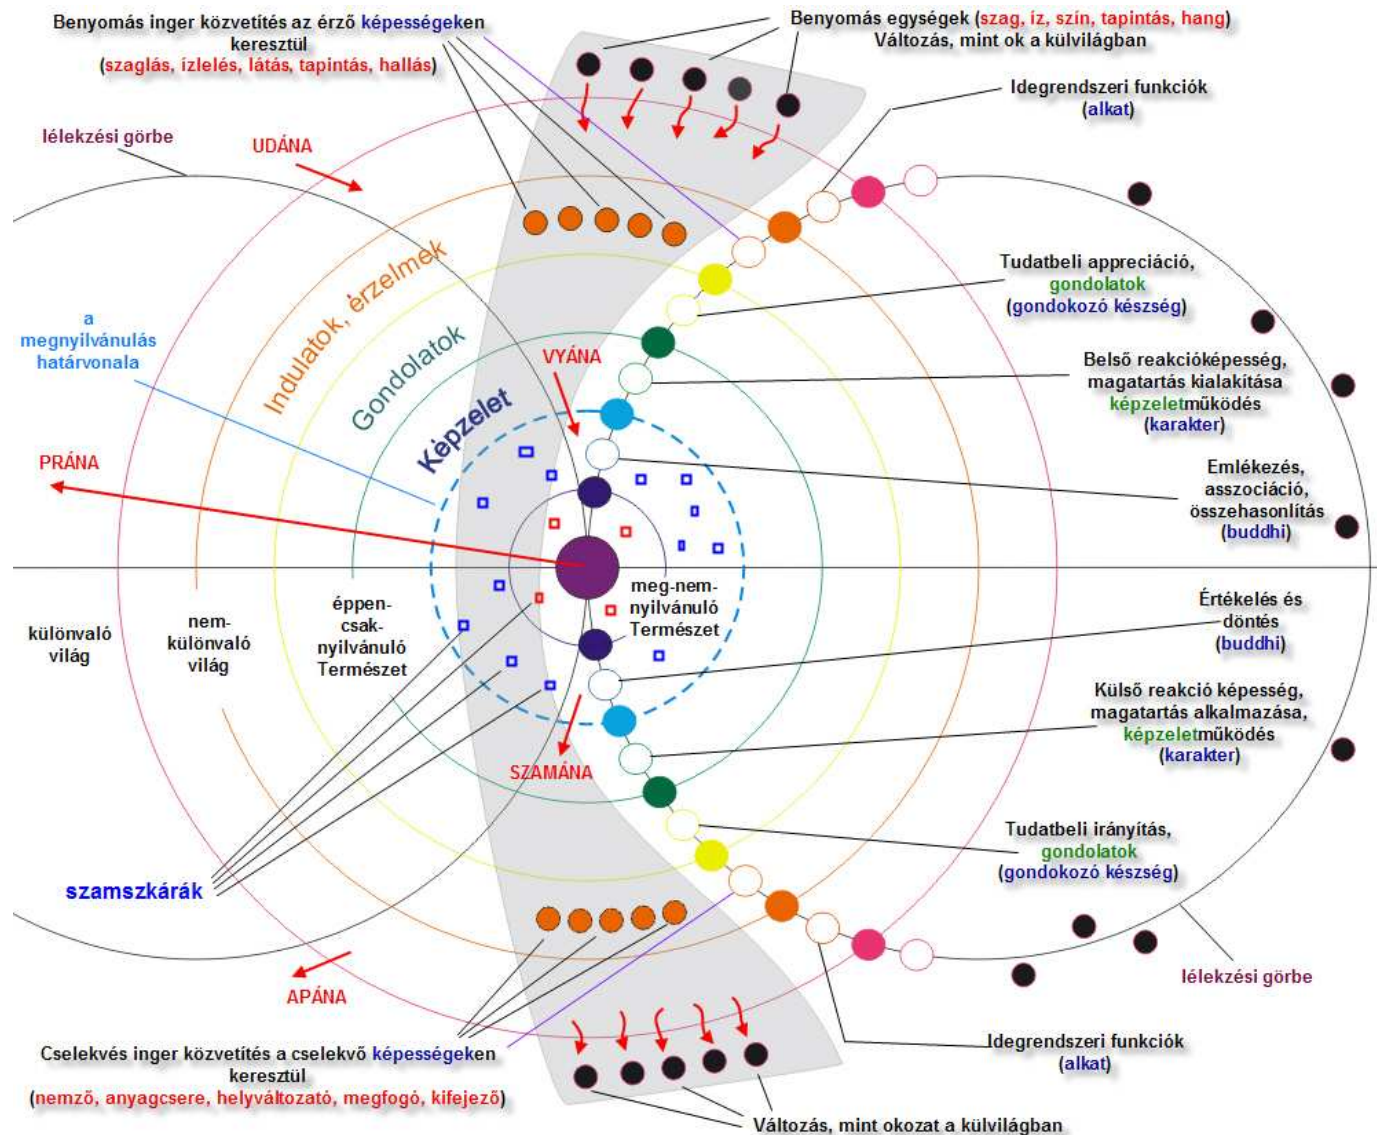 Benyomás inger közvetítés az érző képességeken
keresztül
(szaglás, ízlelés, látás, tapintás, hallás)
Benyomás egységek (szag, íz, szín, tapintás, hang)
Változás, mint ok a külvilágban
Idegrendszeri funkciók
(alkat)
lélekzési görbe
UDÁNA
Tudatbeli appreciáció,
gondolatok
(gondokozó készség)
a
megnyilvánulás
határvonala
Indulatok, érzelmek
Gondolatok
Képzelet
VYÁNA
Belső reakcióképesség,
magatartás kialakítása
képzeletműködés
(karakter)
PRÁNA
Emlékezés,
asszociáció,
összehasonlítás
(buddhi)
különvaló
világ
nem-
különvaló
világ
éppen-
csak-
nyilvánuló
Természet
meg-nem-
nyilvánuló
Természet
Értékelés és
döntés
(buddhi)
Külső reakció képesség,
magatartás alkalmazása,
képzeletműködés
(karakter)
SZAMÁNA
Tudatbeli irányítás,
gondolatok
(gondokozó készség)
szamszkárák
APÁNA
lélekzési görbe
Cselekvés inger közvetítés a cselekvő képességeken
keresztül
(nemző, anyagcsere, helyváltozató, megfogó, kifejező)
Idegrendszeri funkciók
(alkat)
Változás, mint okozat a külvilágban